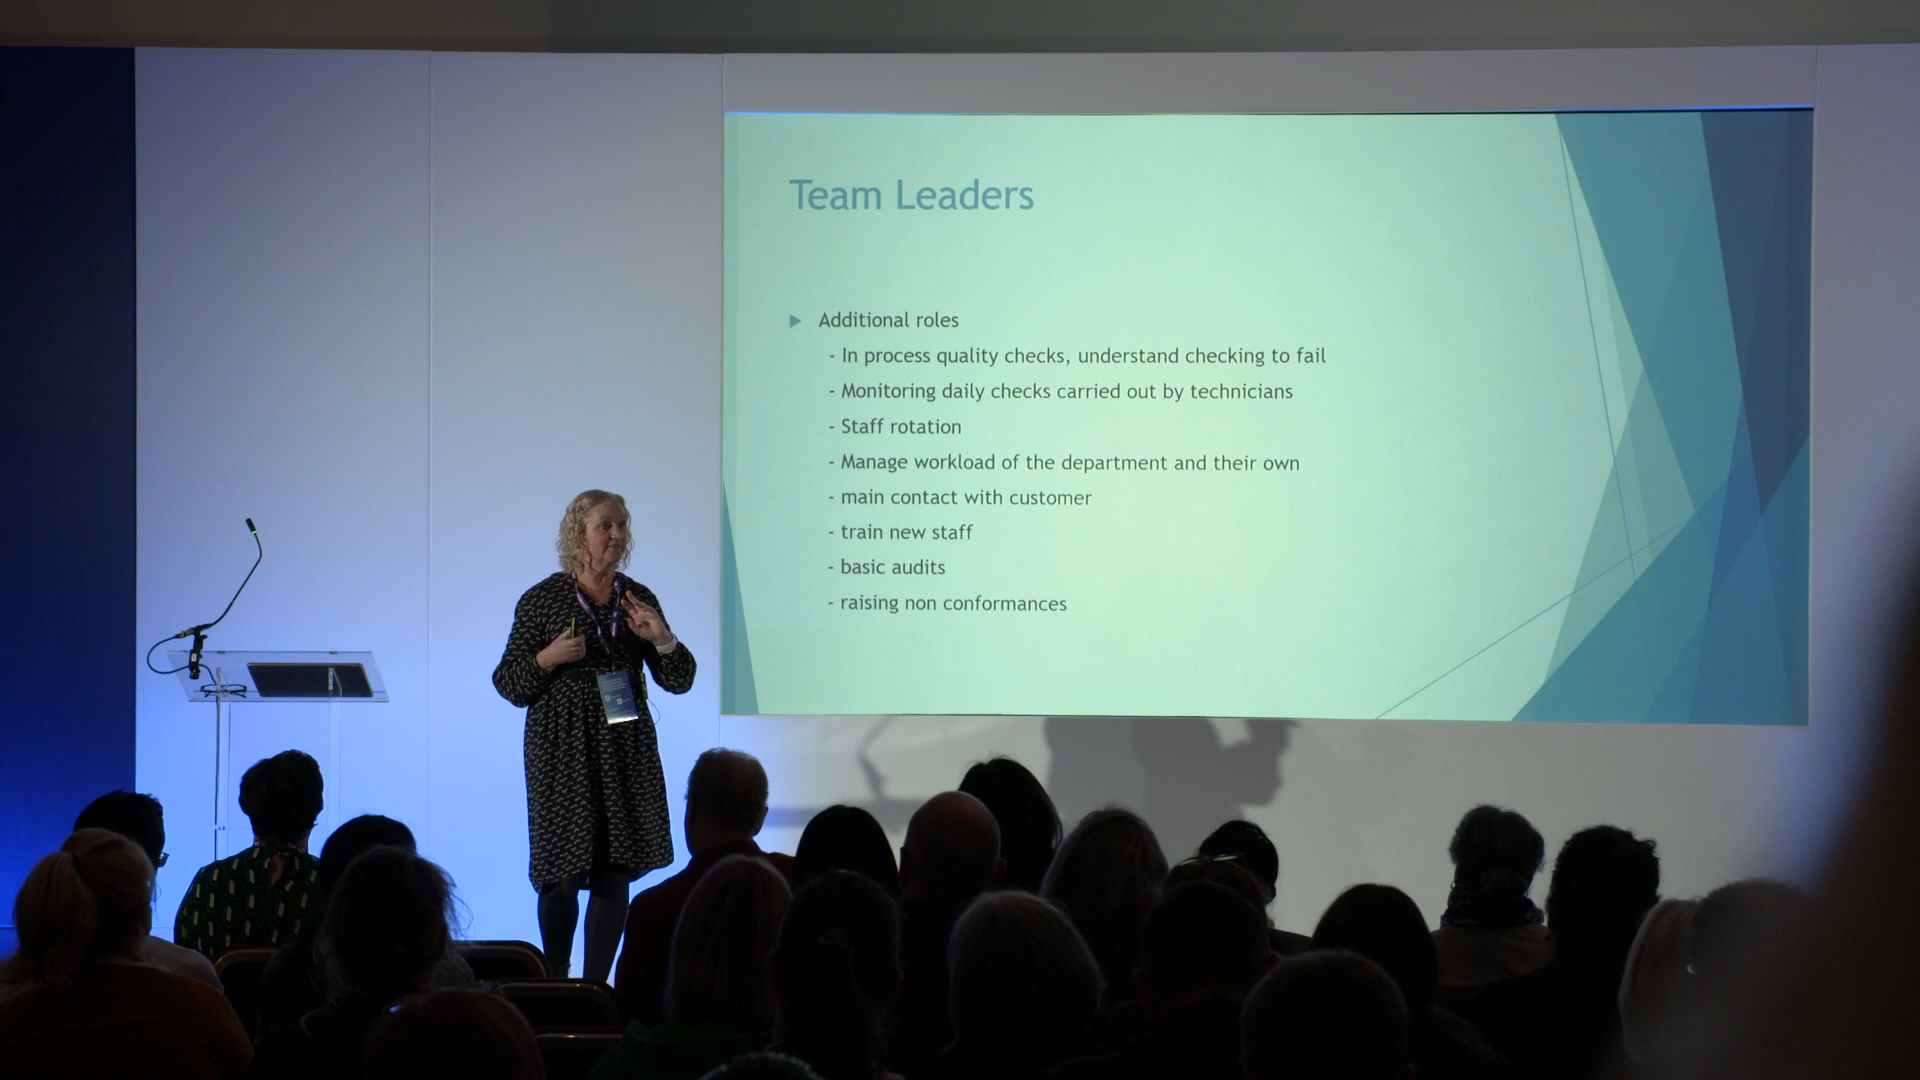 Team Leaders
Additional roles
- In process quality checks, understand checking to fail
- Monitoring daily checks carried out by technicians
- Staff rotation
- Manage workload of the department and their own
- main contact with customer
- train new staff
- basic audits
- raising non conformances